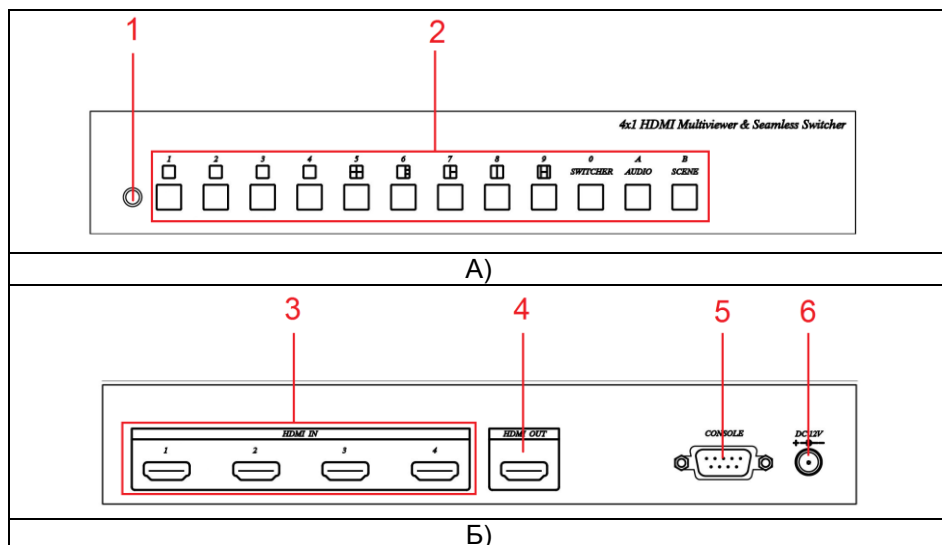 1 2
4x1 HDMI Multiviewer & Seamless Switcher
1 2 3 4 5 6 7 8 9 0 A B
SWITCHER AUDIO SCENE
А)
3 4 5 6
HDMI IN HDMI OUT CONSOLE DC 12V
1 2 3 4
Б)